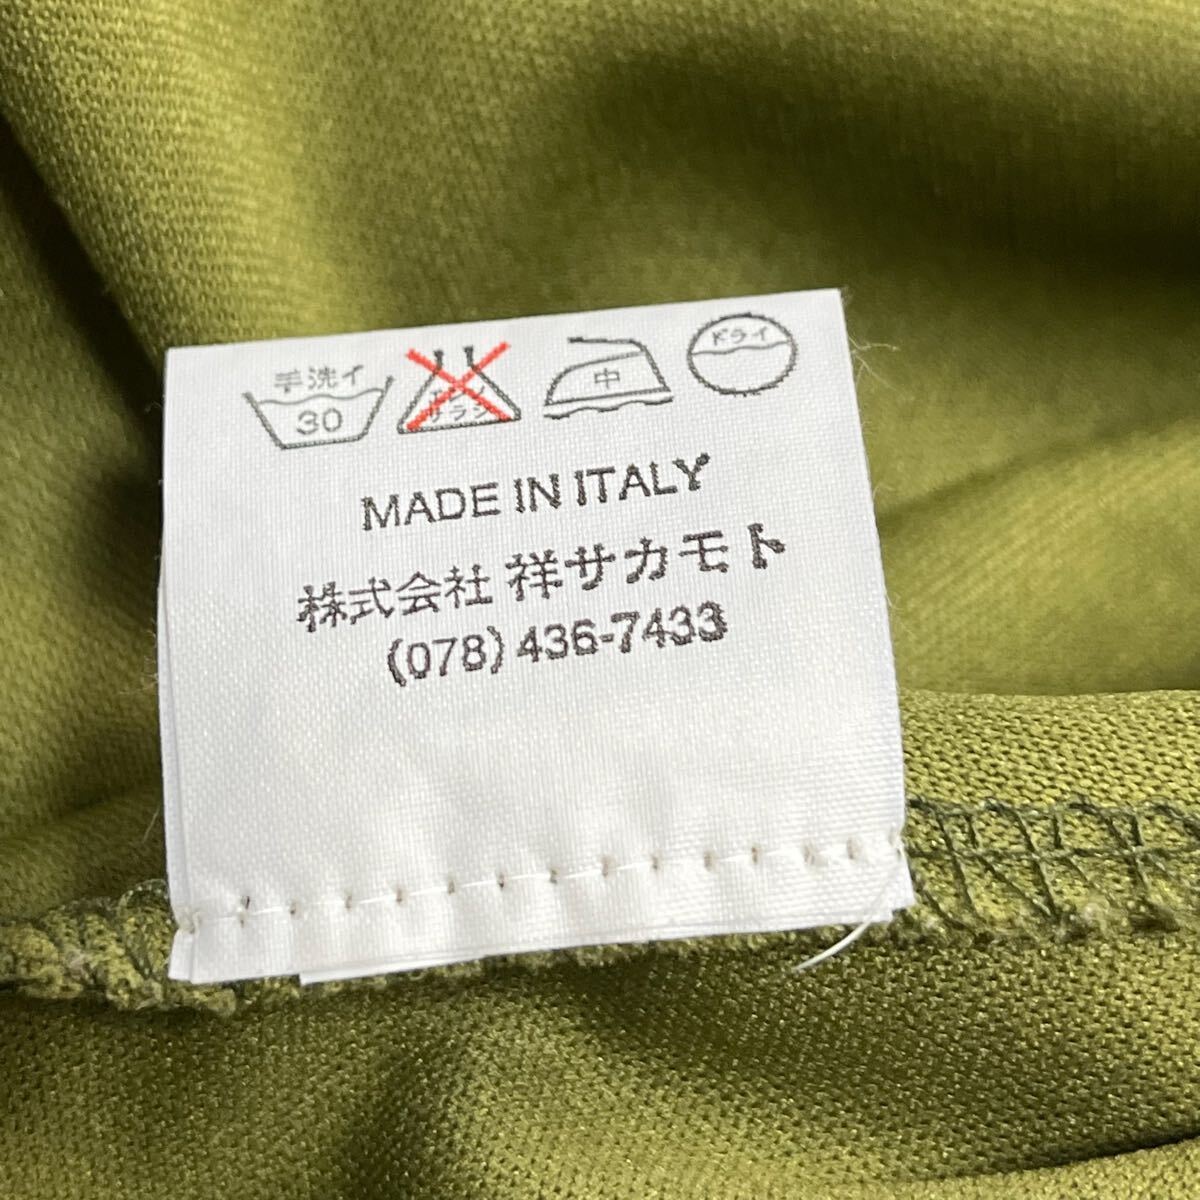 手洗イ
30
エンソ
サラシ
中
ドライ
MADE IN ITALY
株式会社 祥サカモト
(078) 436-7433